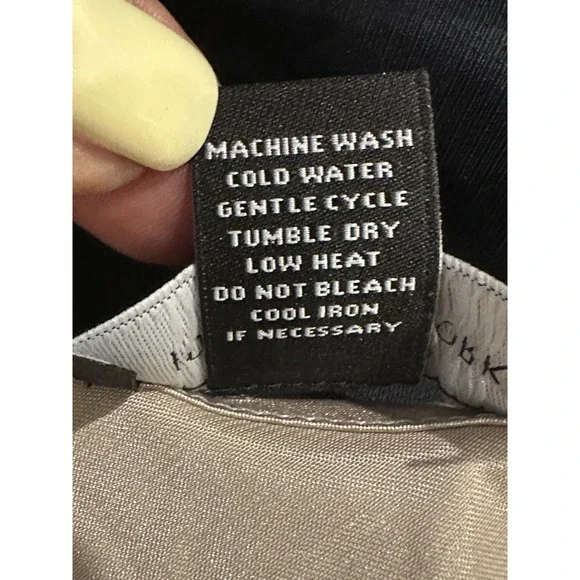 MACHINE WASH
COLD WATER
GENTLE CYCLE
TUMBLE DRY
LOW HEAT
DO NOT BLEACH
COOL IRON
IF NECESSARY